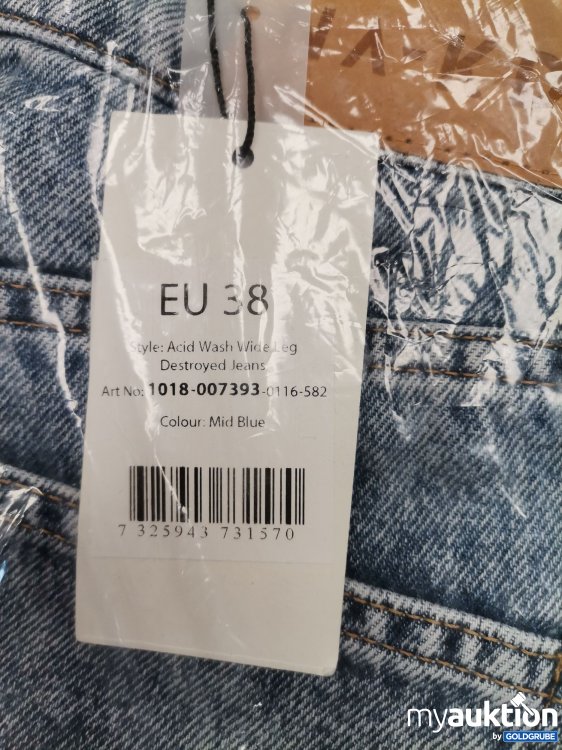 EU 38
Style: Acid Wash Wide Leg
Destroyed Jeans
Art No: 1018-007393-0116-582
Colour: Mid Blue
7 325943 731570
myauktion
by GOLDGRUBE